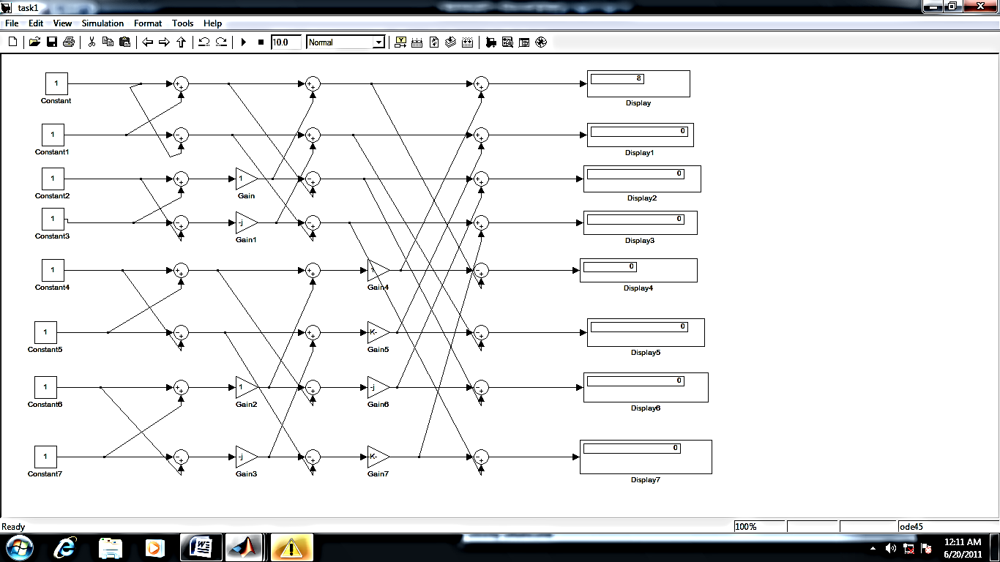 task1
File Edit View Simulation Format Tools Help
10.0 Normal
1
Constant
8
Display
1
Constant1
0
Display1
1
Constant2
1
Gain
0
Display2
1
Constant3
-j
Gain1
0
Display3
1
Constant4
1
Gain4
0
Display4
1
Constant5
K-
Gain5
0
Display5
1
Constant6
1
Gain2
-j
Gain6
0
Display6
1
Constant7
-j
Gain3
K-
Gain7
0
Display7
Ready 100% ode45
12:11 AM
6/20/2011